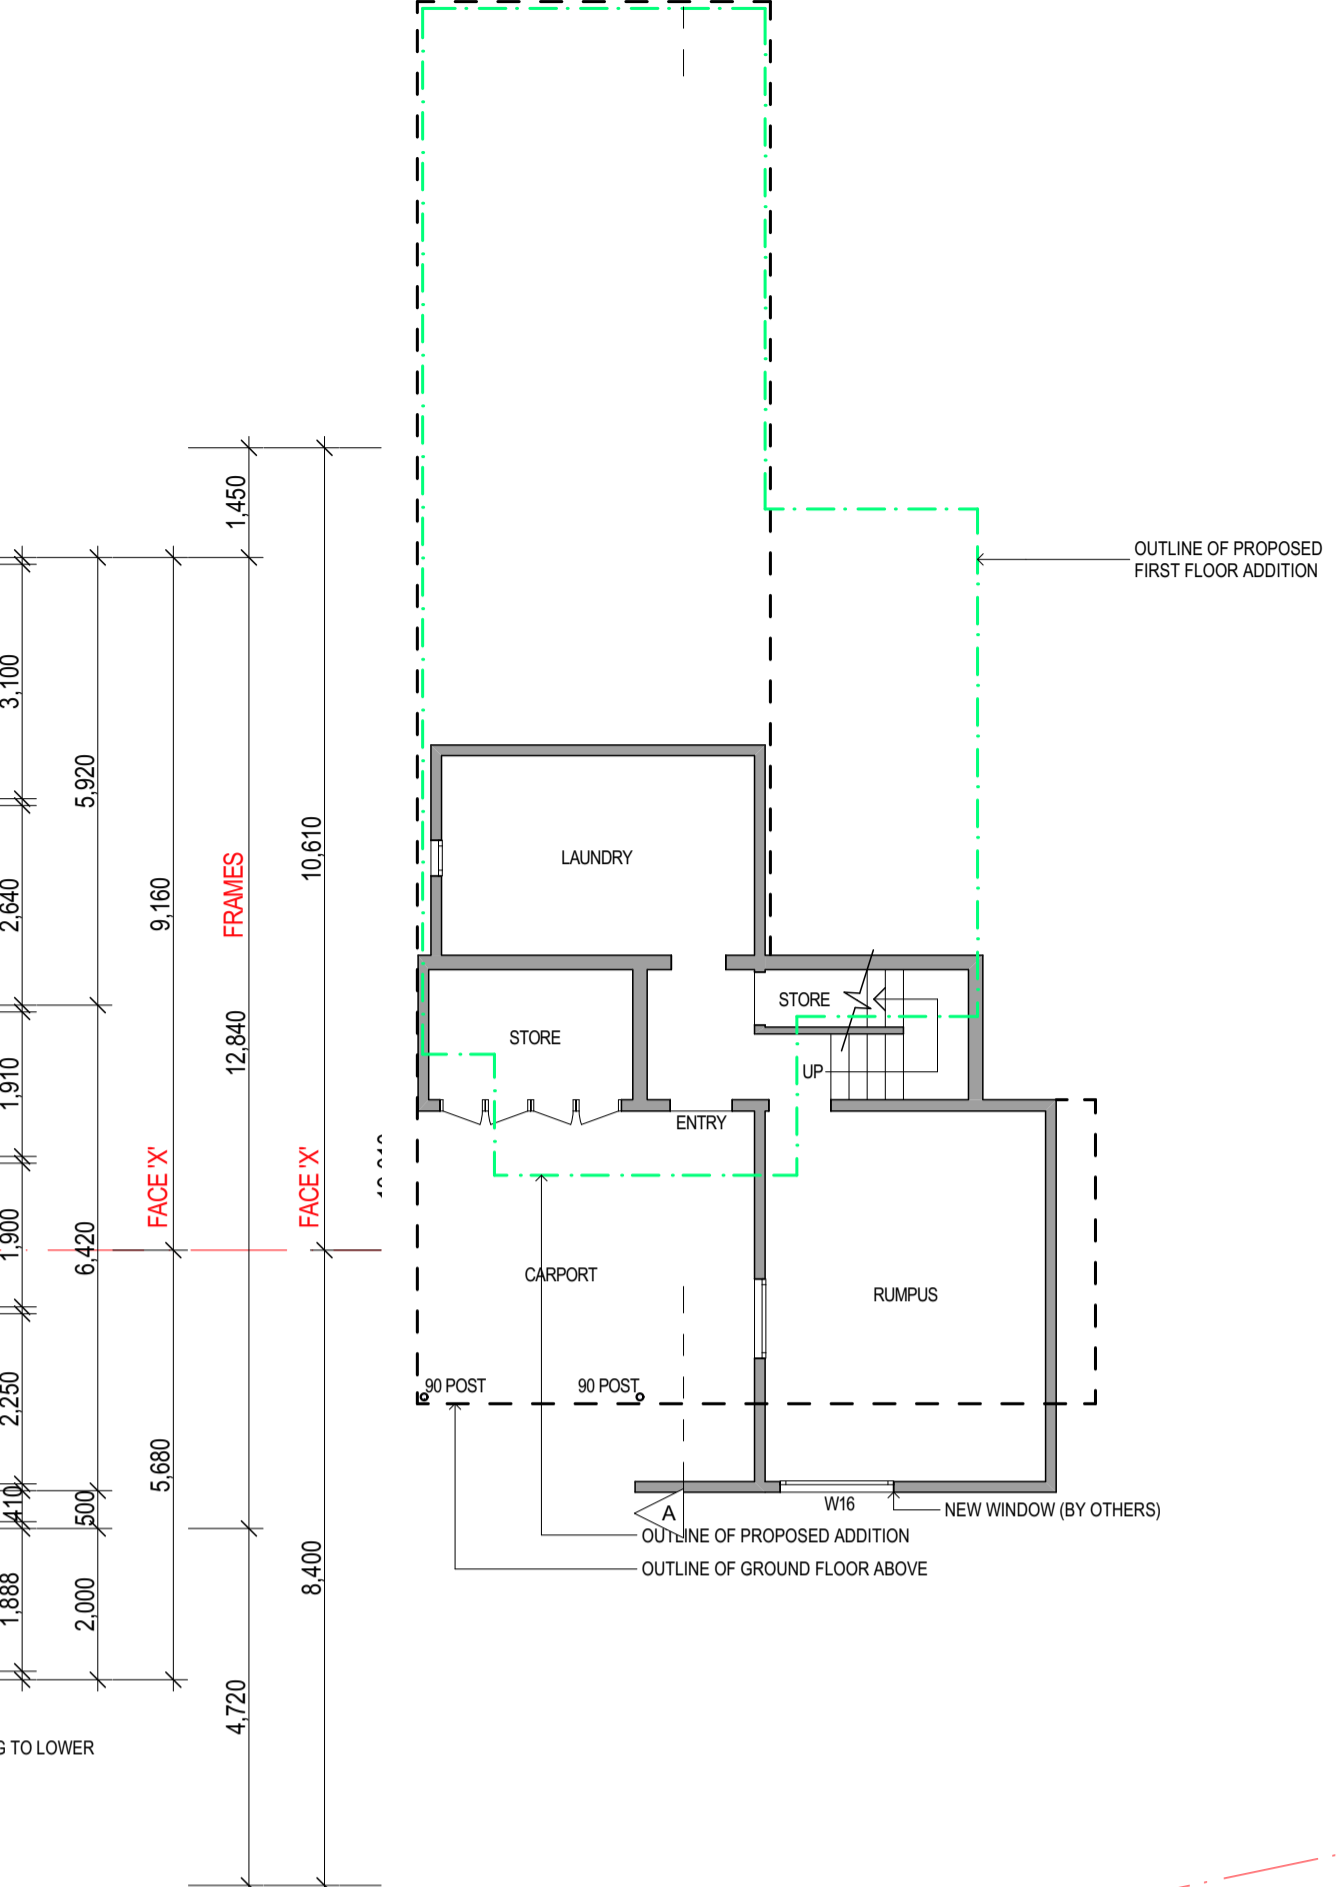 1,450
OUTLINE OF PROPOSED
FIRST FLOOR ADDITION
3,100
5,920
10,610
LAUNDRY
FRAMES
2,640
9,160
STORE
STORE
12,840
1,910
UP
ENTRY
FACE 'X'
FACE 'X'
1,900
6,420
CARPORT
RUMPUS
90 POST
90 POST
2,250
5,680
410
500
W16
NEW WINDOW (BY OTHERS)
A
OUTLINE OF PROPOSED ADDITION
OUTLINE OF GROUND FLOOR ABOVE
8,400
1,888
2,000
4,720
TO LOWER